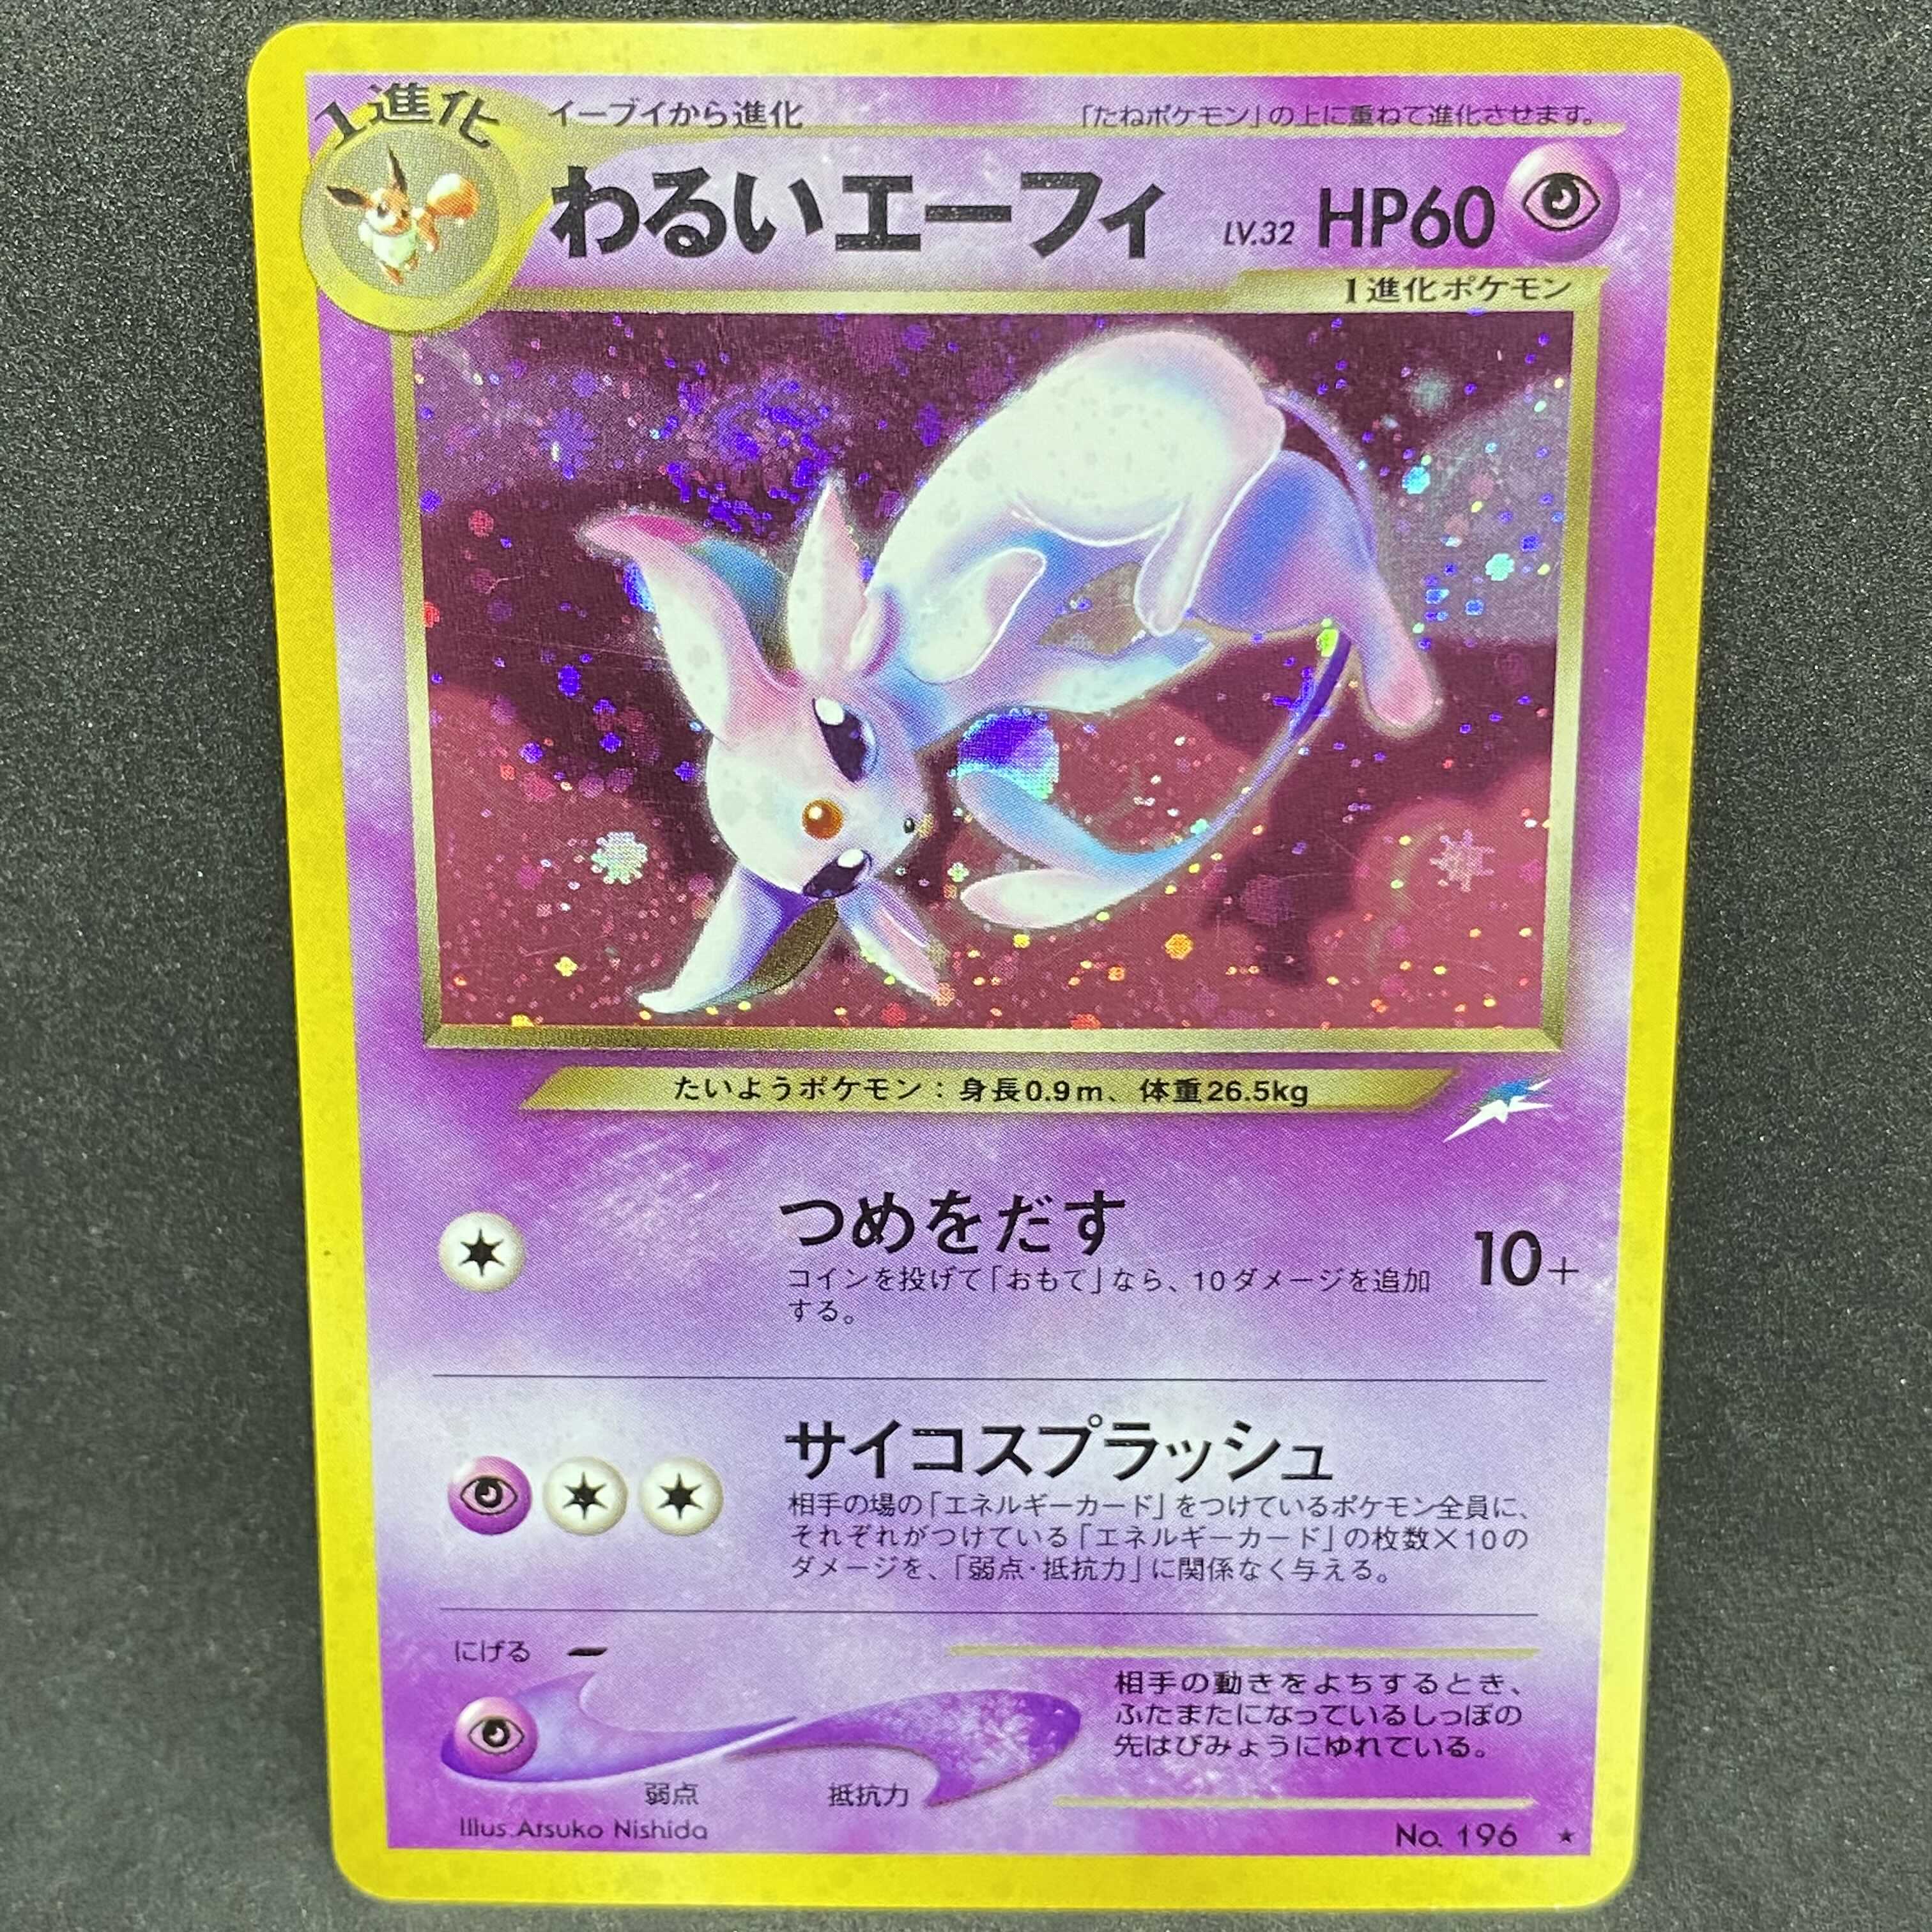 1進化
イーブイから進化
「たねポケモン」の上に重ねて進化させます。
わるいエーフィ LV.32 HP60
1進化ポケモン
たいようポケモン：身長0.9m、体重26.5kg
つめをだす 10+
コインを投げて「おもて」なら、10ダメージを追加
する。
サイコスプラッシュ
相手の場の「エネルギーカード」をつけているポケモン全員に、
それぞれがつけている「エネルギーカード」の枚数×10の
ダメージを、「弱点・抵抗力」に関係なく与える。
にげる
相手の動きをよちするとき、
ふたまたになっているしっぽの
先はびみょうにゆれている。
弱点 抵抗力
Illus. Atsuko Nishida
No. 196 ★